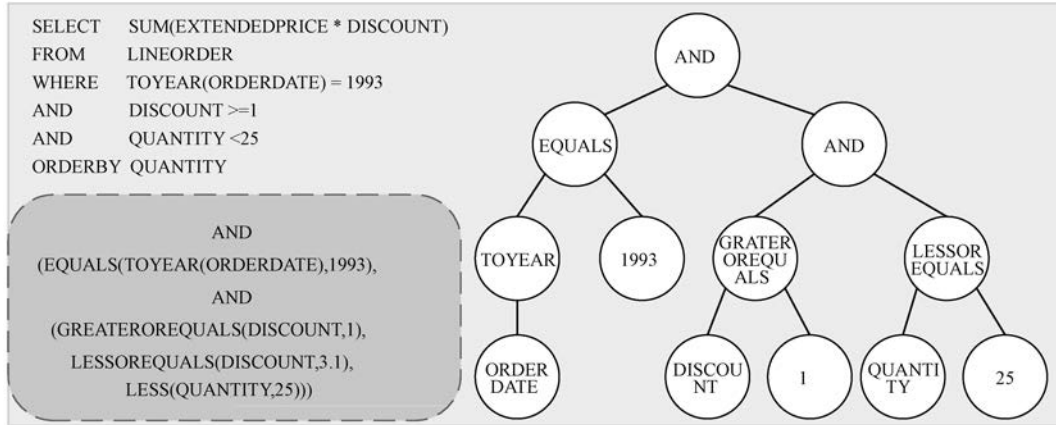 SELECT SUM(EXTENDEDPRICE * DISCOUNT)
FROM LINEORDER
WHERE TOYEAR(ORDERDATE) = 1993
AND DISCOUNT >=1
AND QUANTITY <25
ORDERBY QUANTITY
AND
(EQUALS(TOYEAR(ORDERDATE),1993),
AND
(GREATEROREQUALS(DISCOUNT,1),
LESSOREQUALS(DISCOUNT,3.1),
LESS(QUANTITY,25)))
AND
EQUALS
AND
TOYEAR
1993
GRATER
OREQU
ALS
LESSOR
EQUALS
ORDER
DATE
DISCOU
NT
1
QUANTI
TY
25